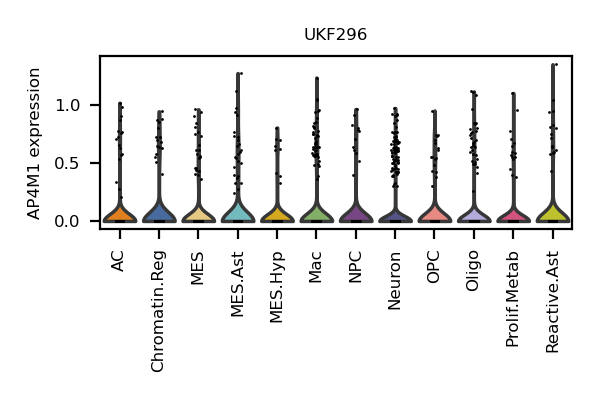 UKF296
AP4M1 expression
1.0
0.5
0.0
AC
Chromatin.Reg
MES
MES.Ast
MES.Hyp
Mac
NPC
Neuron
OPC
Oligo
Prolif.Metab
Reactive.Ast